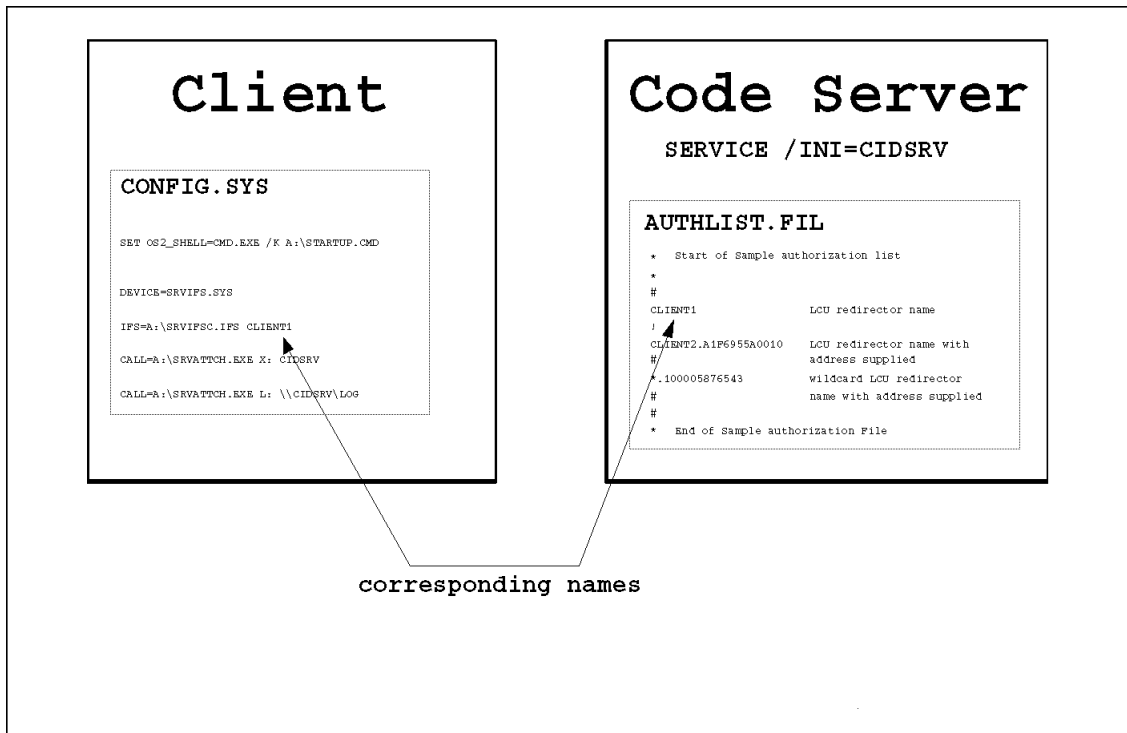 Client
CONFIG.SYS
SET OS2_SHELL=CMD.EXE /K A:\STARTUP.CMD
DEVICE=SRVIFS.SYS
IFS=A:\SRVIFSC.IFS CLIENT1
CALL=A:\SRVATTCH.EXE X: CIDSRV
CALL=A:\SRVATTCH.EXE L: \\CIDSRV\LOG
Code Server
SERVICE /INI=CIDSRV
AUTHLIST.FIL
* Start of Sample authorization list
*
#
CLIENT1 LCU redirector name
!
CLIENT2.A1F6955A0010 LCU redirector name with
# address supplied
*.100005876543 wildcard LCU redirector
# name with address supplied
#
* End of Sample authorization File
corresponding names